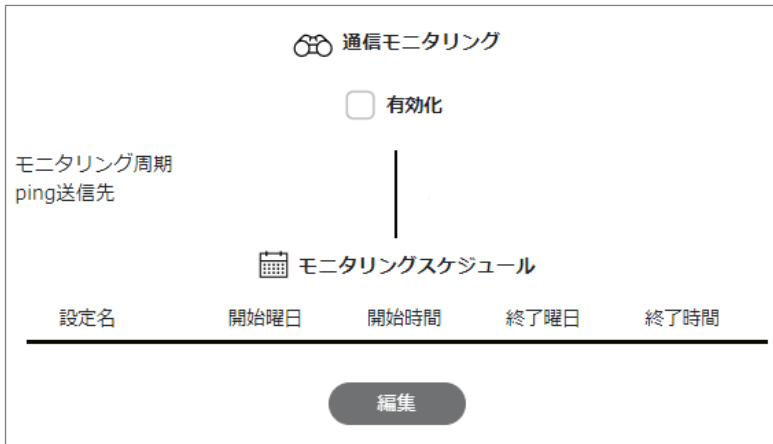 通信モニタリング
有効化
モニタリング周期
ping送信先
モニタリングスケジュール
設定名 開始曜日 開始時間 終了曜日 終了時間
編集